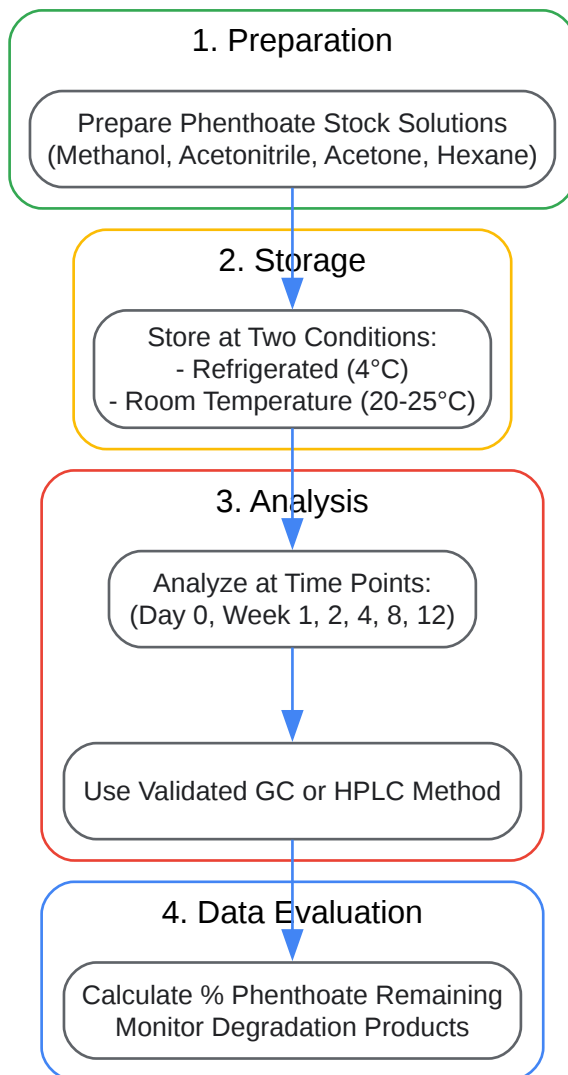 1. Preparation
Prepare Phenthoate Stock Solutions
(Methanol, Acetonitrile, Acetone, Hexane)
2. Storage
Store at Two Conditions:
- Refrigerated (4°C)
- Room Temperature (20-25°C)
3. Analysis
Analyze at Time Points:
(Day 0, Week 1, 2, 4, 8, 12)
Use Validated GC or HPLC Method
4. Data Evaluation
Calculate % Phenthoate Remaining
Monitor Degradation Products